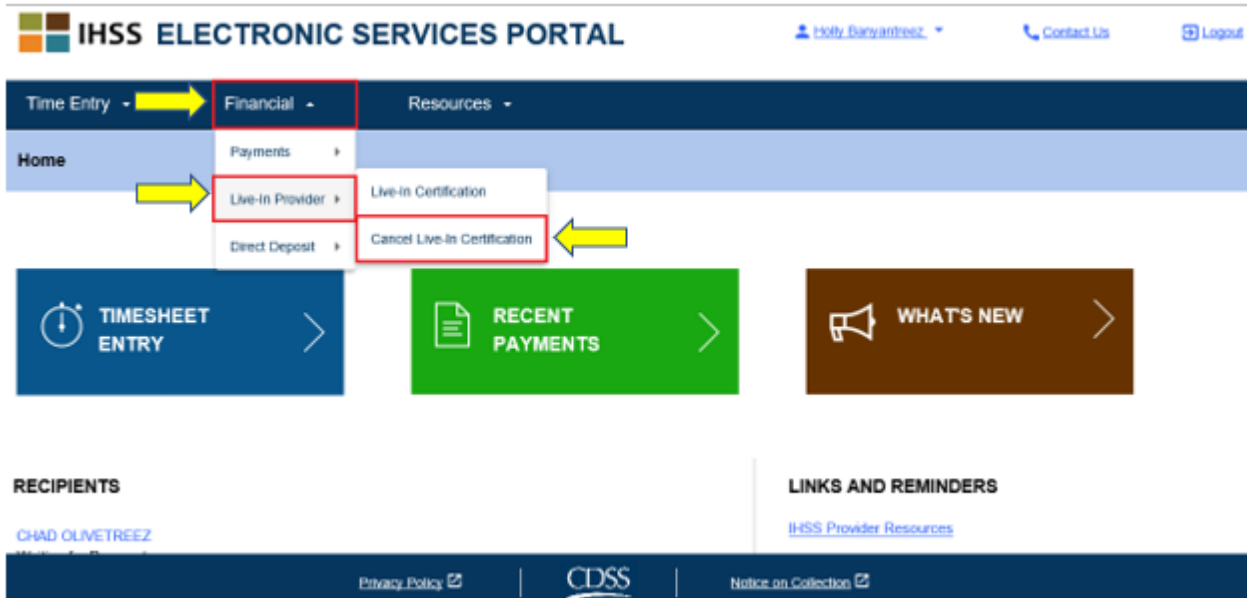 IHSS ELECTRONIC SERVICES PORTAL
Holly Banyantreez
Contact Us
Logout
Time Entry
Financial
Resources
Home
Payments
Live-In Provider
Live-In Certification
Direct Deposit
Cancel Live-In Certification
TIMESHEET
ENTRY
RECENT
PAYMENTS
WHAT'S NEW
RECIPIENTS
LINKS AND REMINDERS
CHAD OLIVETREEZ
IHSS Provider Resources
Privacy Policy
CDSS
Notice on Collection